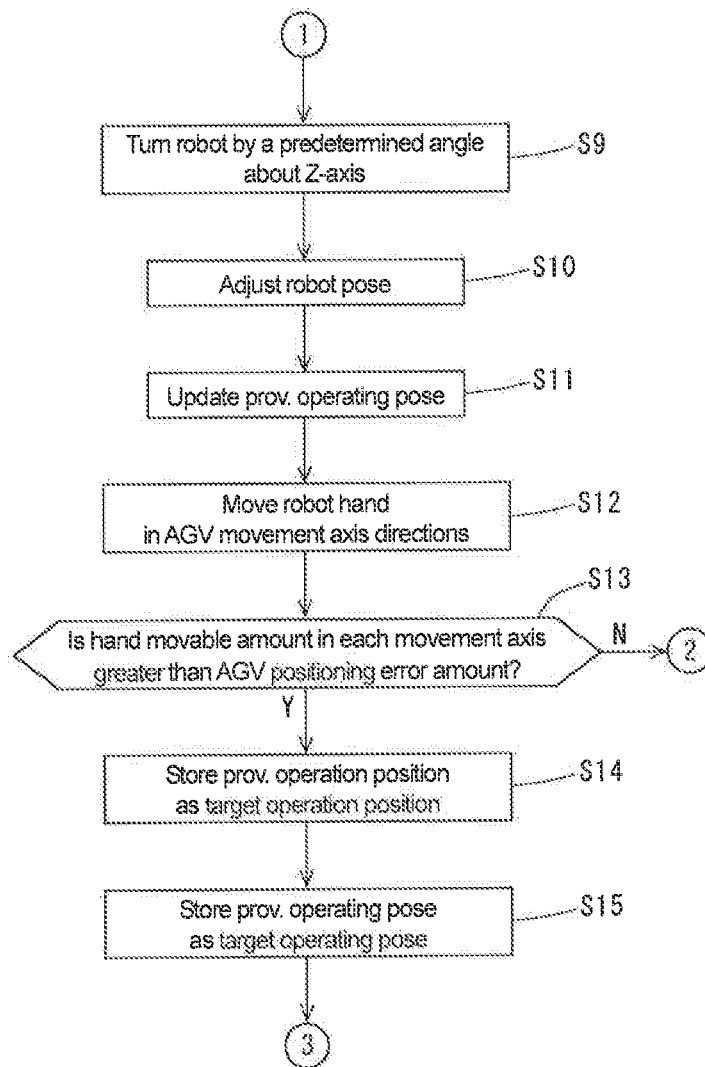 1
Turn robot by a predetermined angle
about Z-axis
S9
Adjust robot pose
S10
Update prov. operating pose
S11
Move robot hand
in AGV movement axis directions
S12
S13
Is hand movable amount in each movement axis
greater than AGV positioning error amount?
N
2
Y
Store prov. operation position
as target operation position
S14
Store prov. operating pose
as target operating pose
S15
3